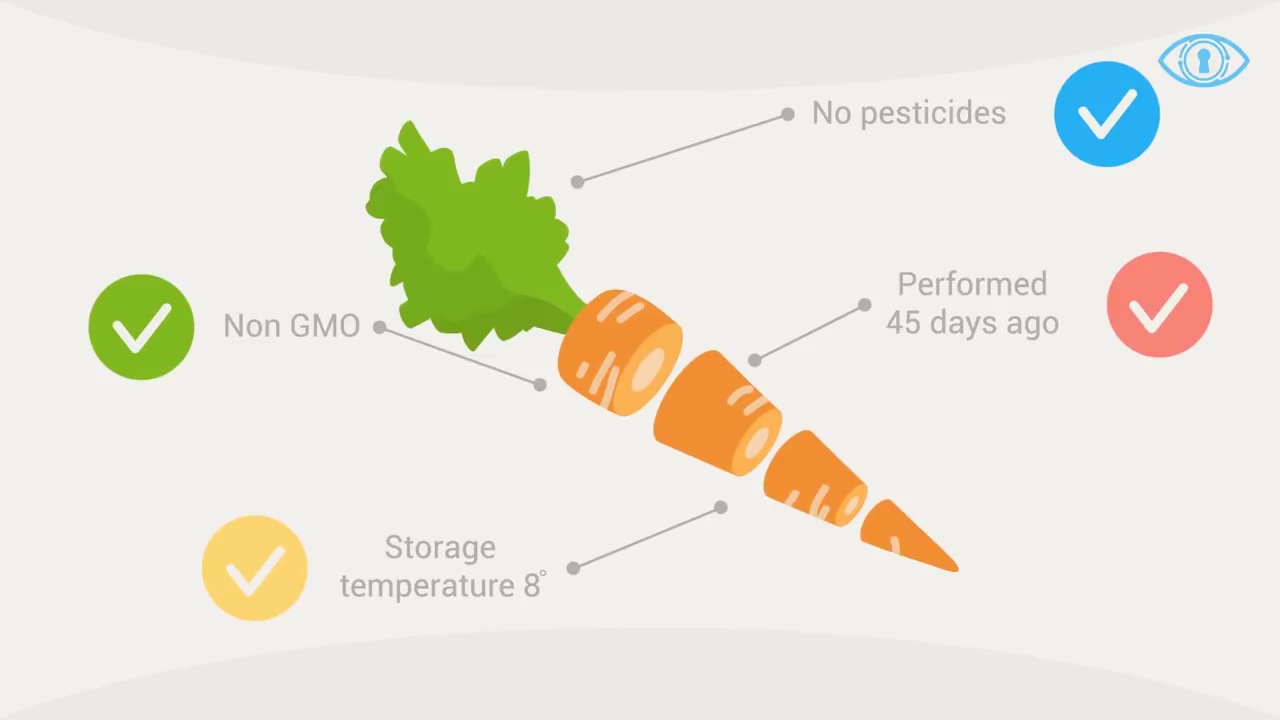 No pesticides
Performed
45 days ago
Non GMO
Storage
temperature 8°